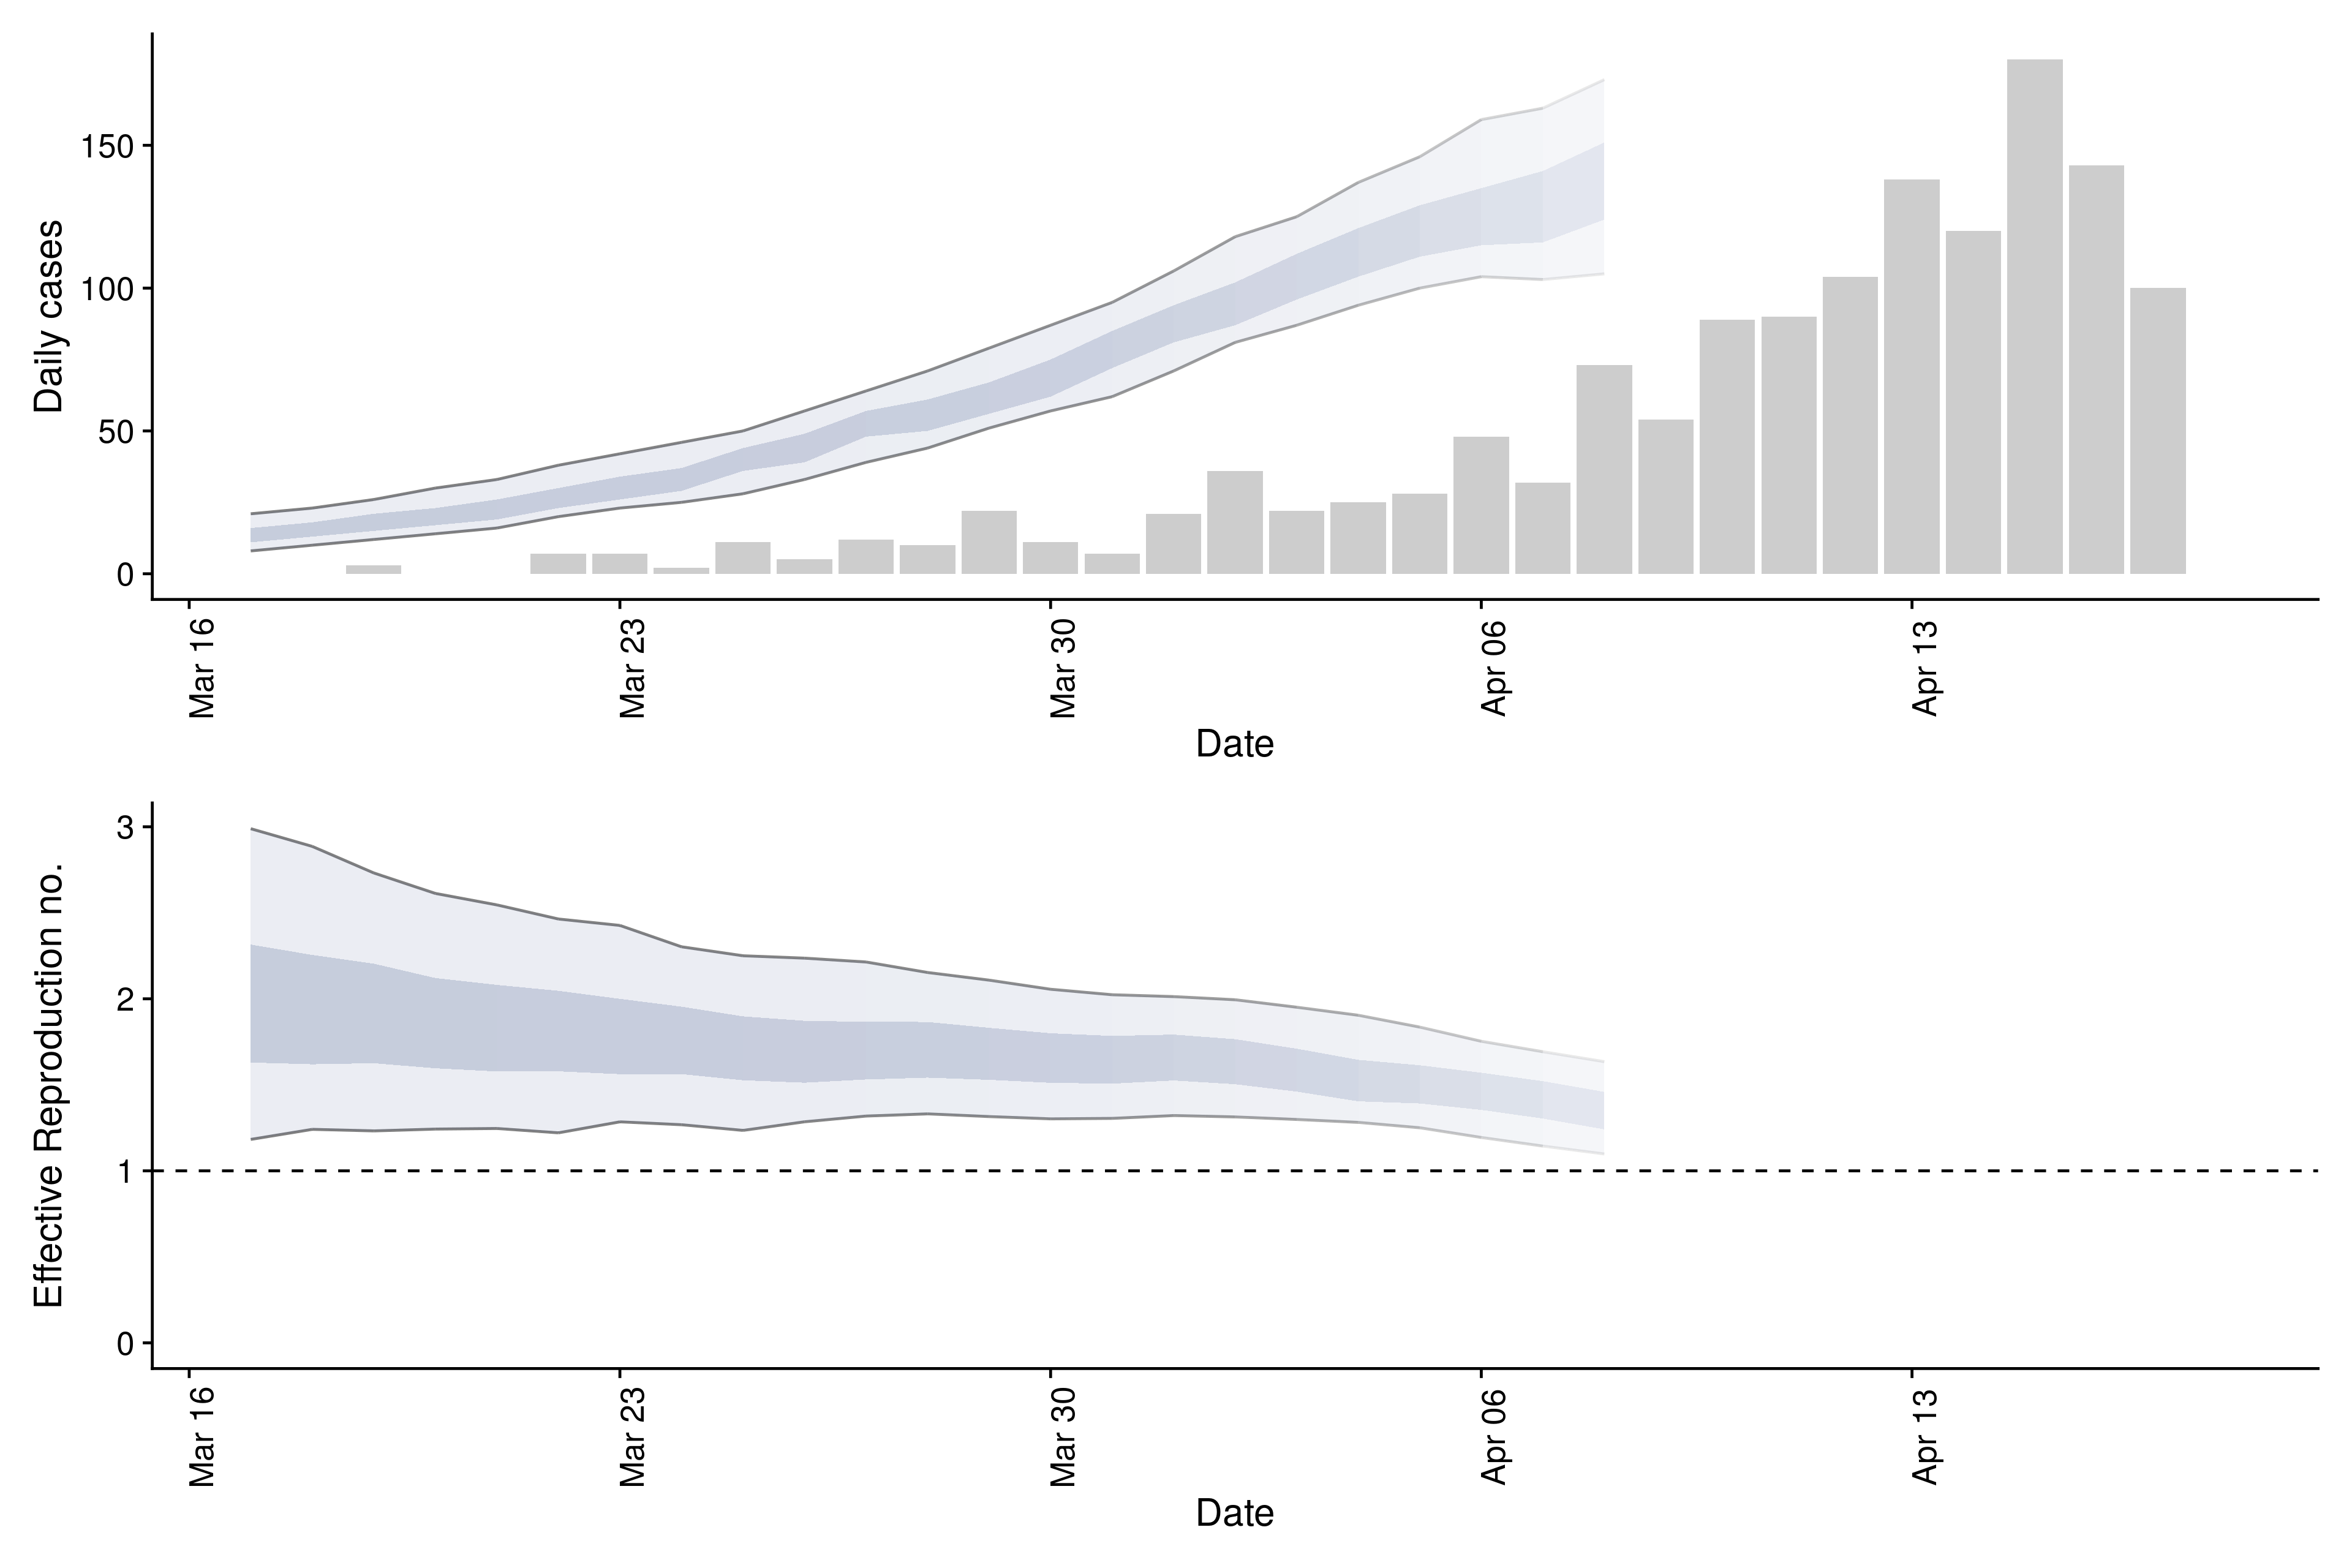 Daily cases
150
100
50
0
Mar 16
Mar 23
Mar 30
Apr 06
Apr 13
Date
Effective Reproduction no.
3
2
1
0
Mar 16
Mar 23
Mar 30
Apr 06
Apr 13
Date